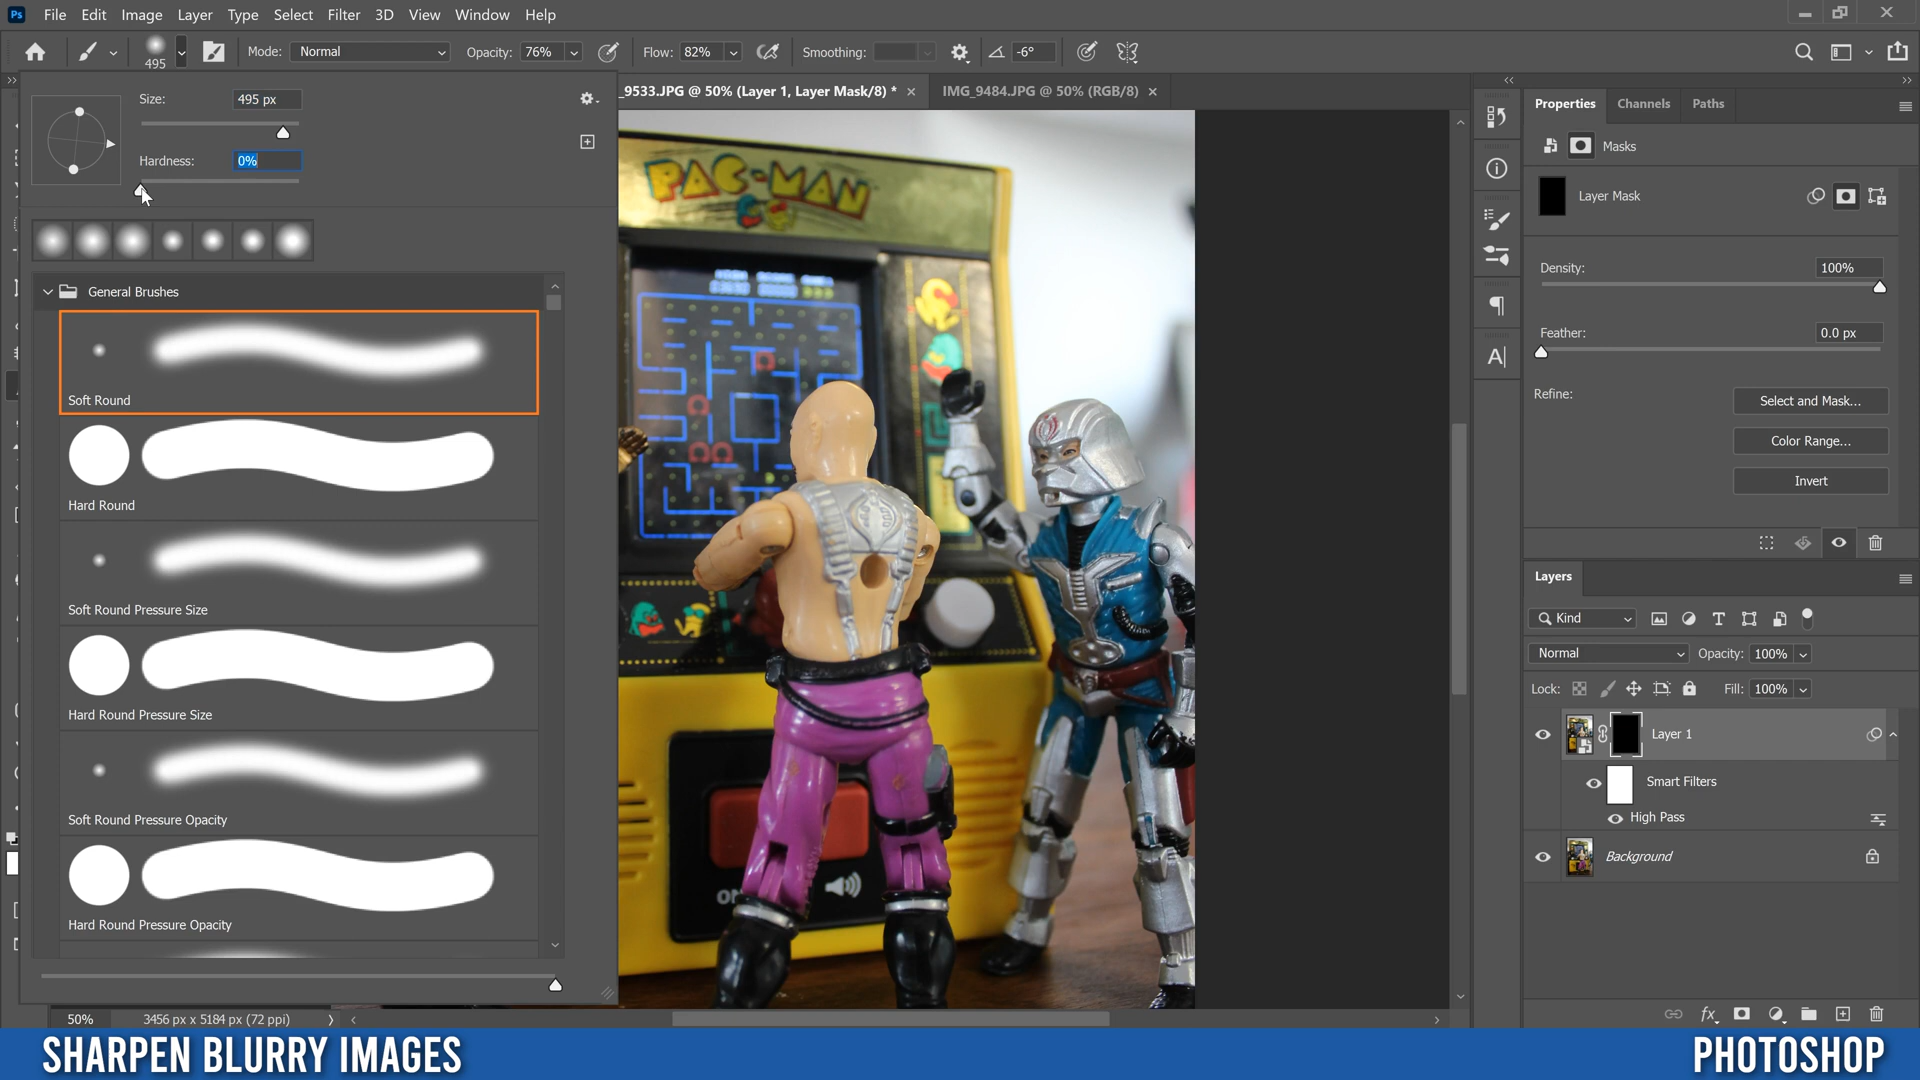 Ps File Edit Image Layer Type Select Filter 3D View Window Help
495 Mode: Normal Opacity: 76% Flow: 82% Smoothing: -6°
_9533.JPG @ 50% (Layer 1, Layer Mask/8) * × IMG_9484.JPG @ 50% (RGB/8) ×
Size: 495 px
Hardness: 0%
General Brushes
Soft Round
Hard Round
Soft Round Pressure Size
Hard Round Pressure Size
Soft Round Pressure Opacity
Hard Round Pressure Opacity
PAC-MAN
HIGH SCORE
ON
Properties Channels Paths
Masks
Layer Mask
Density: 100%
Feather: 0.0 px
Refine:
Select and Mask...
Color Range...
Invert
Layers
Kind
Normal Opacity: 100%
Lock: Fill: 100%
Layer 1
Smart Filters
High Pass
Background
fx
50% 3456 px x 5184 px (72 ppi)
SHARPEN BLURRY IMAGES
PHOTOSHOP